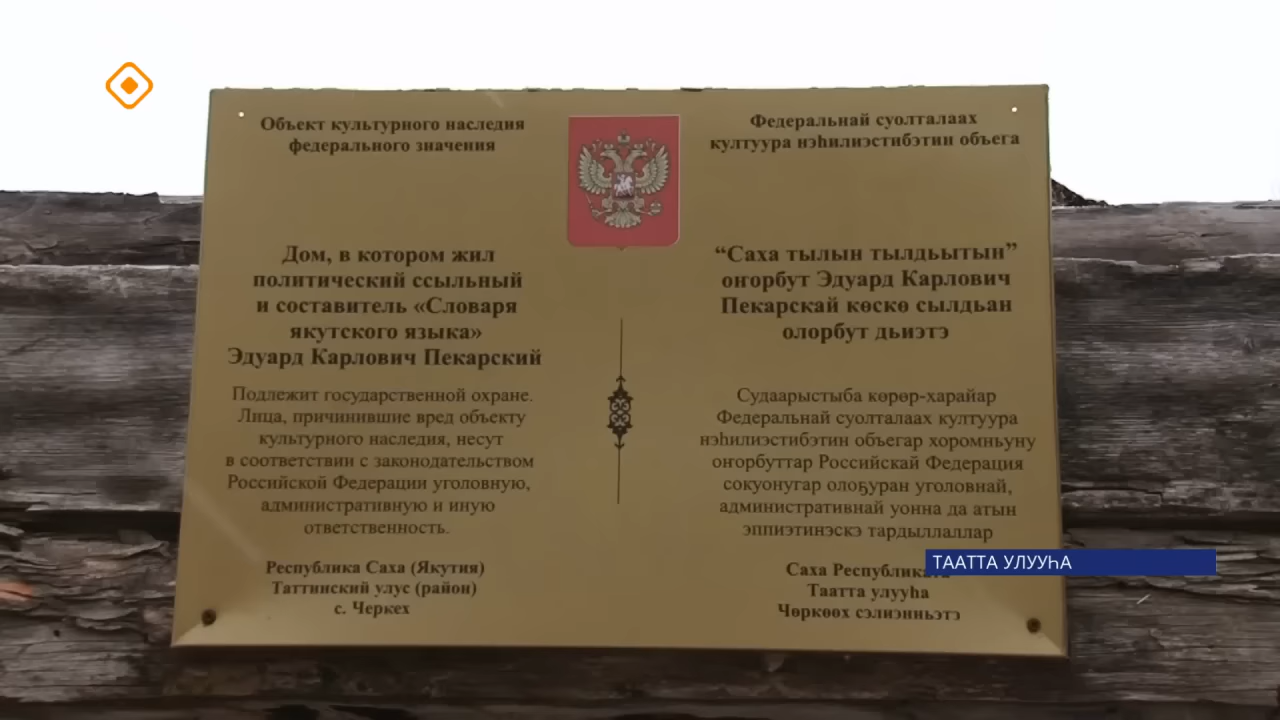 Объект культурного наследия
федерального значения
Дом, в котором жил
политический ссыльный
и составитель «Словаря
якутского языка»
Эдуард Карлович Пекарский
Подлежит государственной охране.
Лица, причинившие вред объекту
культурного наследия, несут
в соответствии с законодательством
Российской Федерации уголовную,
административную и иную
ответственность.
Республика Саха (Якутия)
Таттинский улус (район)
с. Черкех
Федеральнай суолталаах
култуура нэһилиэстибэтин объега
“Саха тылын тылдьытын”
оҥорбут Эдуард Карлович
Пекарскай көскө сылдьан
олорбут дьиэтэ
Судаарыстыба көрөр-харайар
Федеральнай суолталаах култуура
нэһилиэстибэтин объегар хоромньуну
оҥорбуттар Российскай Федерация
сокуонугар олоҕуран уголовнай,
административнай уонна да атын
эппиэтинэскэ тардыллаллар
Саха Республиката
Таатта улууһа
Чөркөөх сэлиэнньэтэ
ТААТТА УЛУУҺА